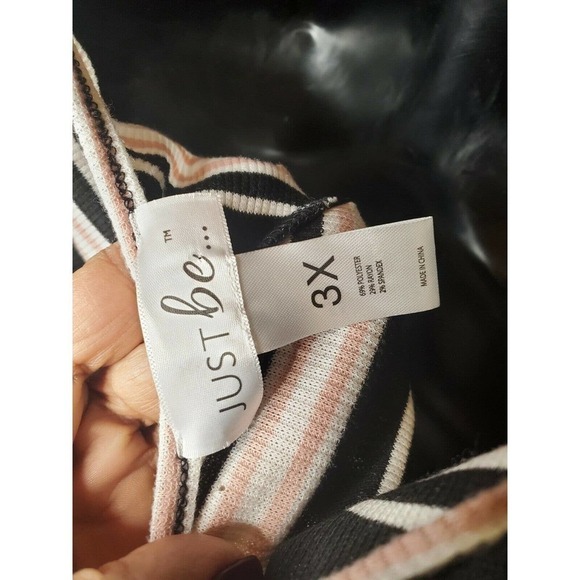 JUST be...™
3X
69% POLYESTER
29% RAYON
2% SPANDEX
MADE IN CHINA